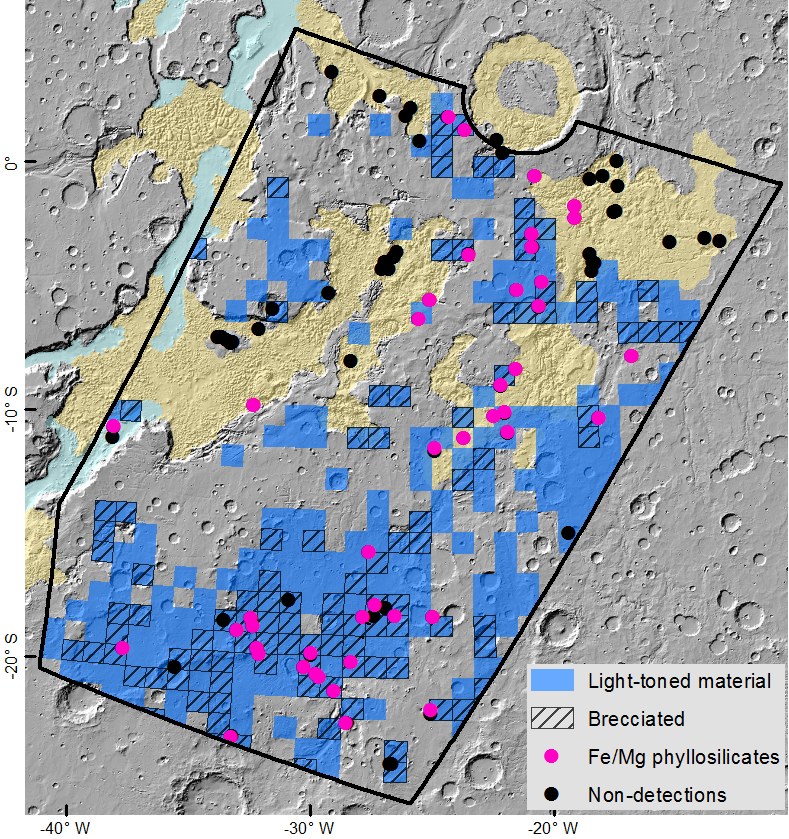 0°
-10° S
-20° S
Light-toned material
Brecciated
Fe/Mg phyllosilicates
Non-detections
-40° W
-30° W
-20° W